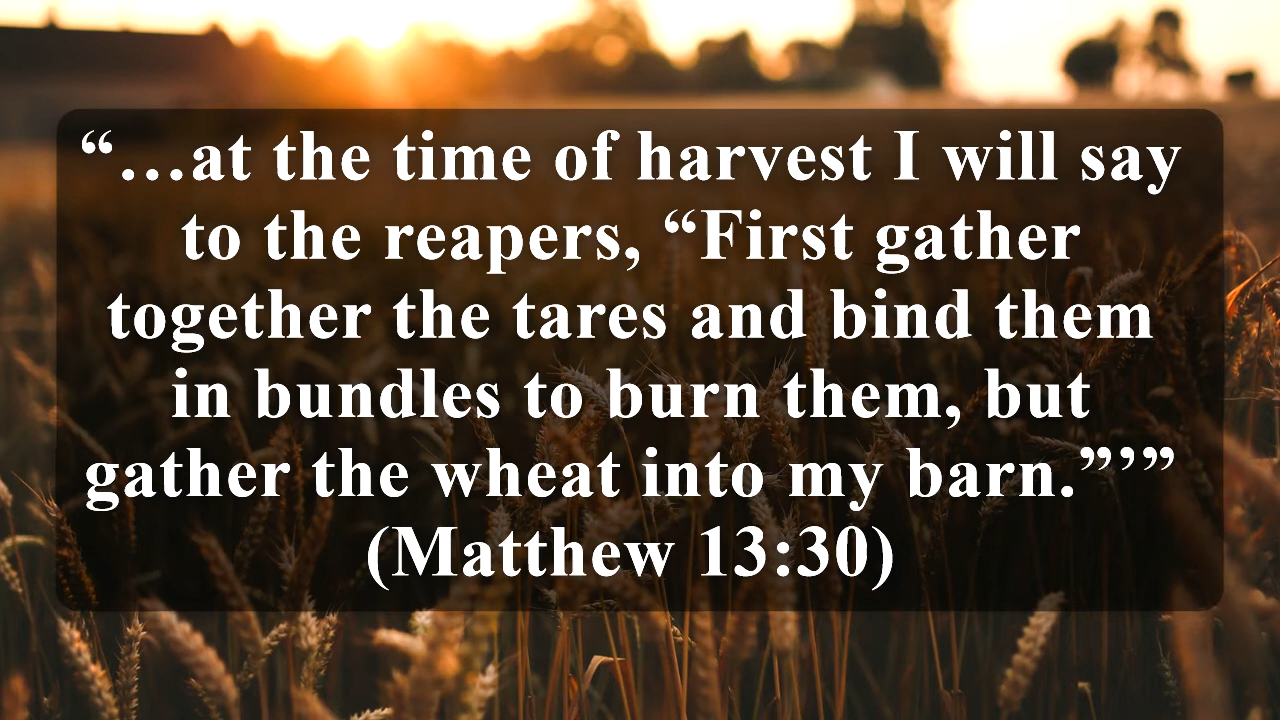 “…at the time of harvest I will say
to the reapers, “First gather
together the tares and bind them
in bundles to burn them, but
gather the wheat into my barn.”’”
(Matthew 13:30)